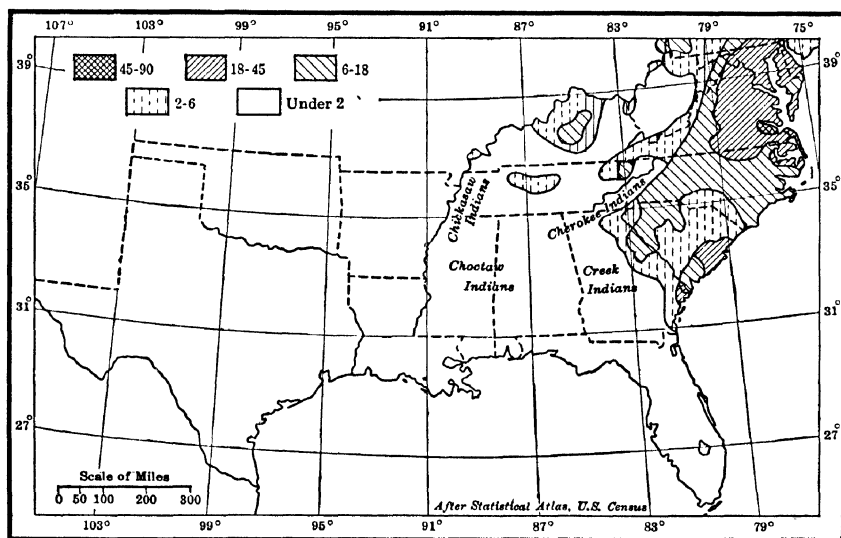 107° 103° 99° 95° 91° 87° 83° 79° 75°
45-90 18-45 6-18
2-6 Under 2
39° 39°
35° 35°
31° 31°
27° 27°
Chickasaw
Indians
Cherokee Indians
Choctaw
Indians
Creek
Indians
Scale of Miles
0 50 100 200 300
After Statistical Atlas, U.S. Census
103° 99° 95° 91° 87° 83° 79°